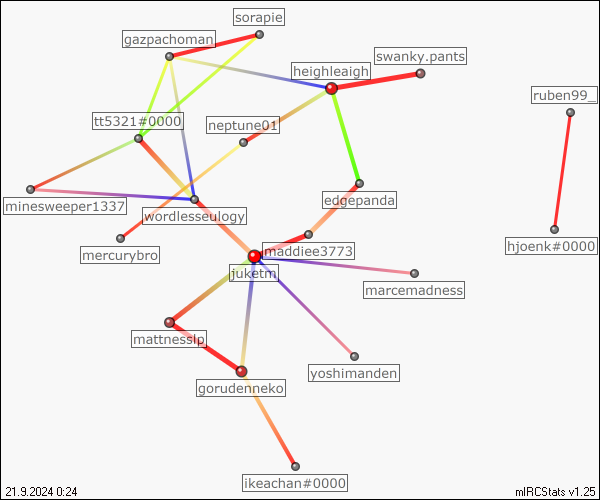 sorapie
gazpachoman
swanky.pants
heighleaigh
ruben99_
tt5321#0000
neptune01
minesweeper1337
edgepanda
wordlesseulogy
hjoenk#0000
mercurybro
maddiee3773
juketm
marcemadness
mattnesslp
yoshimanden
gorudenneko
ikeachan#0000
21.9.2024 0:24
mIRCStats v1.25